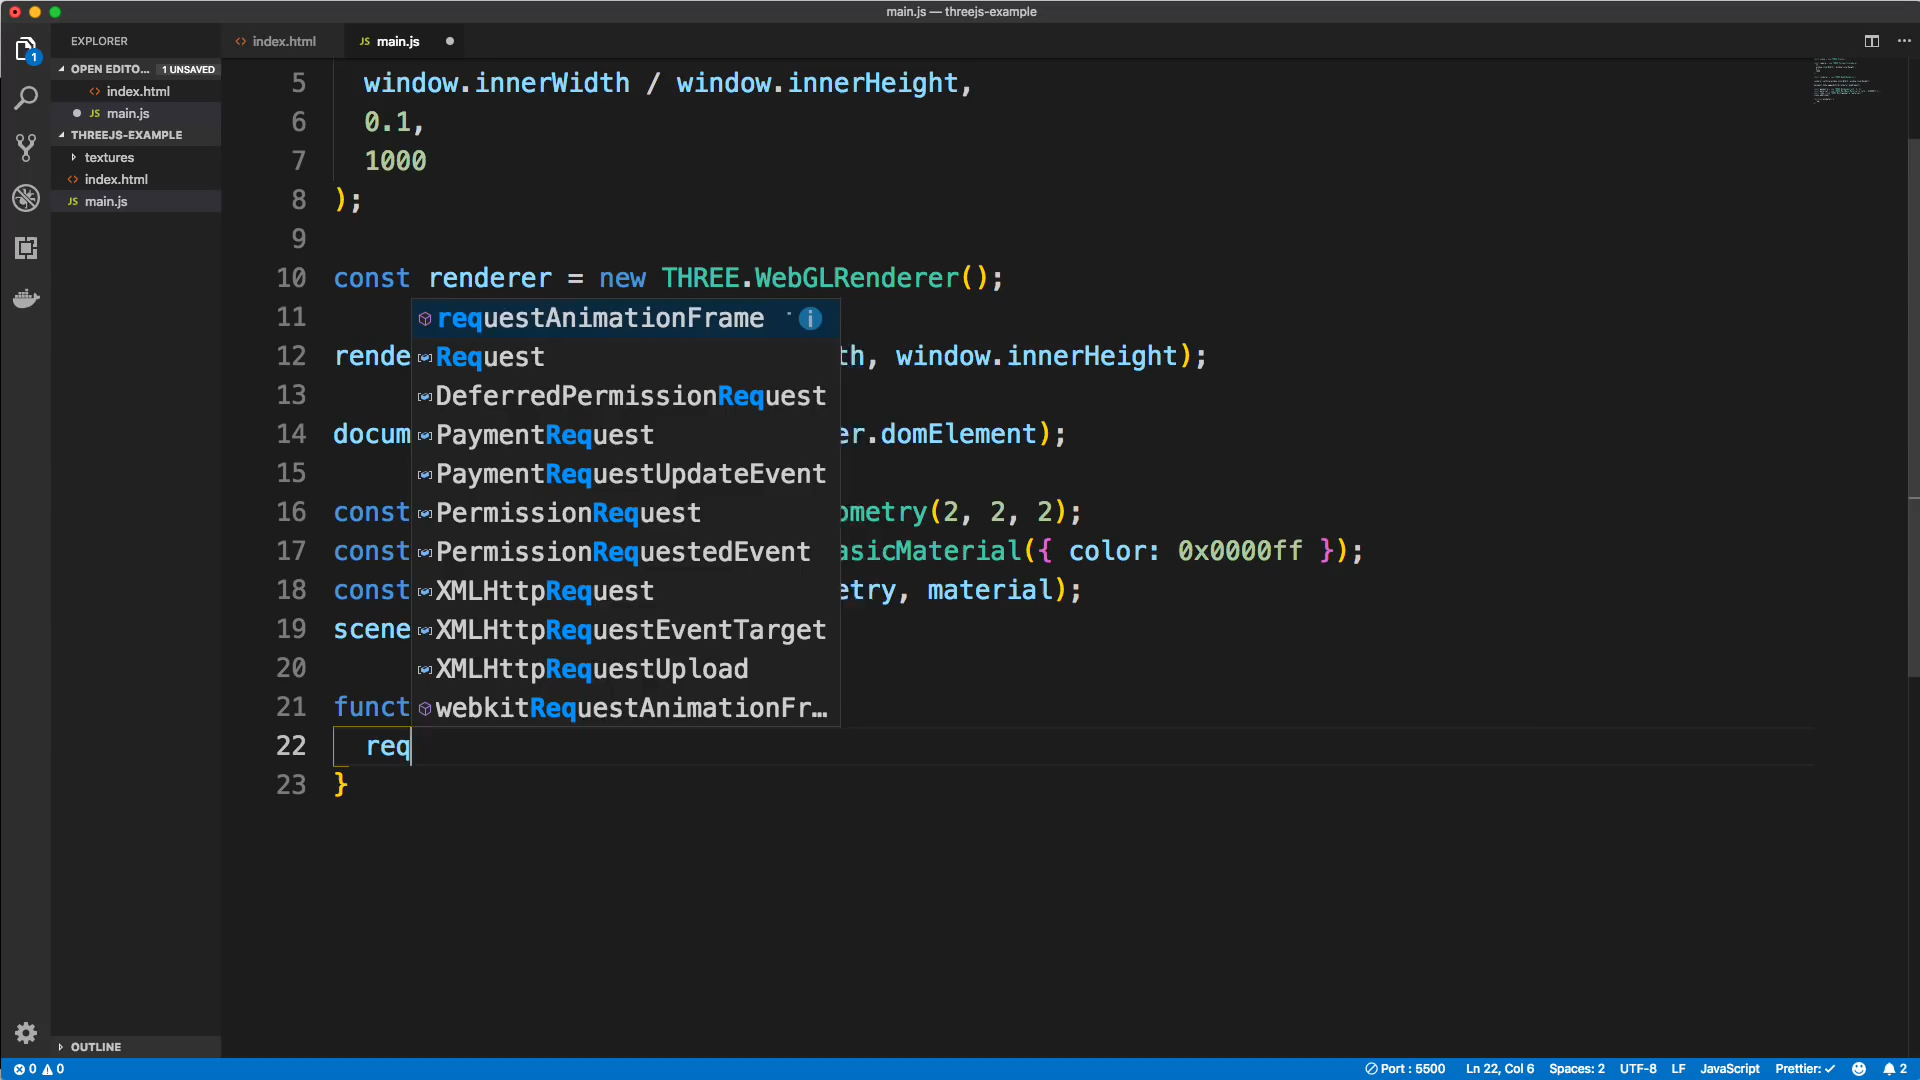 main.js — threejs-example
EXPLORER
OPEN EDITO... 1 UNSAVED
index.html
main.js
THREEJS-EXAMPLE
textures
index.html
JS main.js
OUTLINE
index.html
JS main.js
5 window.innerWidth / window.innerHeight,
6 0.1,
7 1000
8 );
9
10 const renderer = new THREE.WebGLRenderer();
11
12 rende th, window.innerHeight);
13
14 docum er.domElement);
15
16 const ometry(2, 2, 2);
17 const asicMaterial({ color: 0x0000ff });
18 const etry, material);
19 scene
20
21 funct
22 req
23 }
requestAnimationFrame
Request
DeferredPermissionRequest
PaymentRequest
PaymentRequestUpdateEvent
PermissionRequest
PermissionRequestedEvent
XMLHttpRequest
XMLHttpRequestEventTarget
XMLHttpRequestUpload
webkitRequestAnimationFr...
0 0 Port : 5500 Ln 22, Col 6 Spaces: 2 UTF-8 LF JavaScript Prettier: ✓ 2